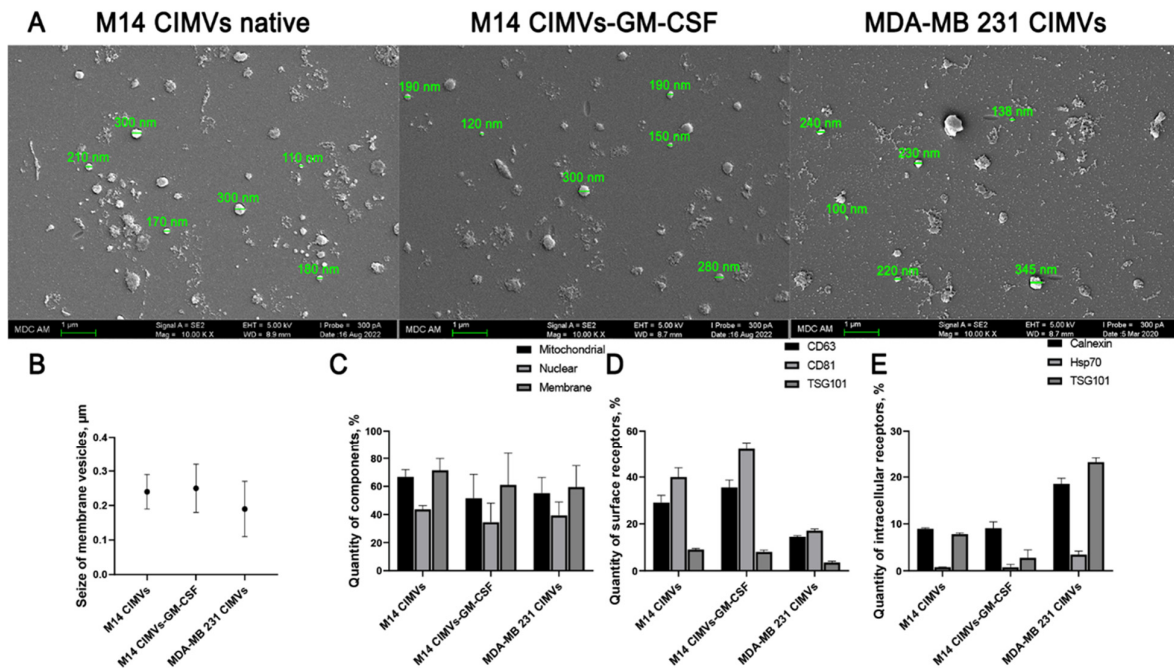 A
M14 CIMVs native
M14 CIMVs-GM-CSF
MDA-MB 231 CIMVs
300 nm
210 nm
110 nm
300 nm
170 nm
180 nm
MDC AM
1 µm
Signal A = SE2
Mag = 10.00 K X
EHT = 5.00 kV
WD = 8.9 mm
I Probe = 300 pA
Date :16 Aug 2022
190 nm
190 nm
120 nm
150 nm
300 nm
280 nm
MDC AM
1 µm
Signal A = SE2
Mag = 10.00 K X
EHT = 5.00 kV
WD = 8.7 mm
I Probe = 300 pA
Date :16 Aug 2022
138 nm
240 nm
230 nm
100 nm
220 nm
345 nm
MDC AM
1 µm
Signal A = SE2
Mag = 10.00 K X
EHT = 5.00 kV
WD = 8.7 mm
I Probe = 300 pA
Date :5 Mar 2020
B
Seize of membrane vesicles, µm
0.4
0.3
0.2
0.1
0.0
M14 CIMVs
M14 CIMVs-GM-CSF
MDA-MB 231 CIMVs
C
Mitochondrial
Nuclear
Membrane
Quantity of components, %
100
80
60
40
20
0
M14 CIMVs
M14 CIMVs-GM-CSF
MDA-MB 231 CIMVs
D
CD63
CD81
TSG101
Quantity of surface receptors, %
60
40
20
0
M14 CIMVs
M14 CIMVs-GM-CSF
MDA-MB 231 CIMVs
E
Calnexin
Hsp70
TSG101
Quantity of intracellular receptors, %
30
20
10
0
M14 CIMVs
M14 CIMVs-GM-CSF
MDA-MB 231 CIMVs